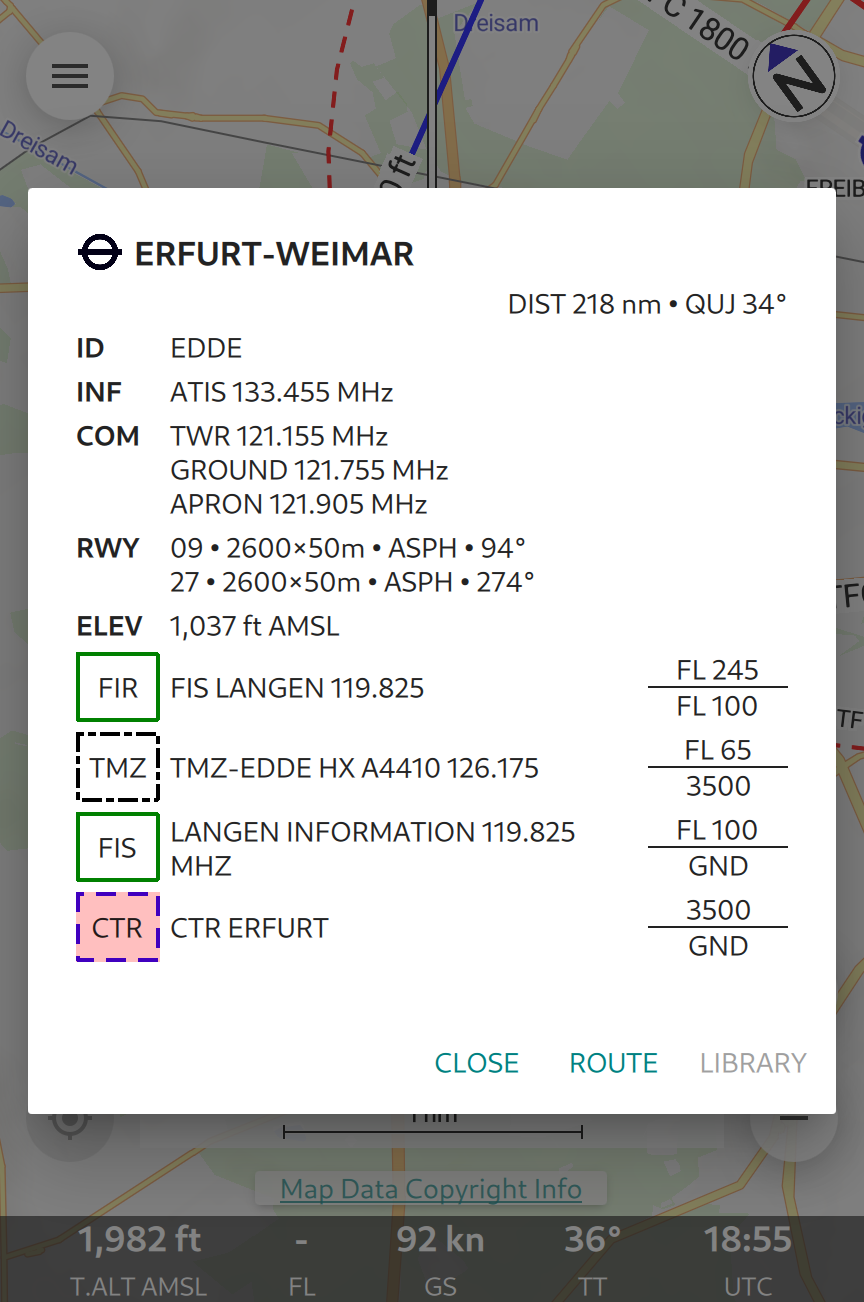 Dreisam
C 1800
N
Dreisam
0 ft
FREIB
ERFURT-WEIMAR
DIST 218 nm • QUJ 34°
ID EDDE
INF ATIS 133.455 MHz
COM TWR 121.155 MHz
GROUND 121.755 MHz
APRON 121.905 MHz
RWY 09 • 2600×50m • ASPH • 94°
27 • 2600×50m • ASPH • 274°
ELEV 1,037 ft AMSL
FIR FIS LANGEN 119.825 FL 245
FL 100
TMZ TMZ-EDDE HX A4410 126.175 FL 65
3500
FIS LANGEN INFORMATION 119.825 FL 100
MHZ GND
CTR CTR ERFURT 3500
GND
CLOSE ROUTE LIBRARY
Map Data Copyright Info
1,982 ft - 92 kn 36° 18:55
T.ALT AMSL FL GS TT UTC